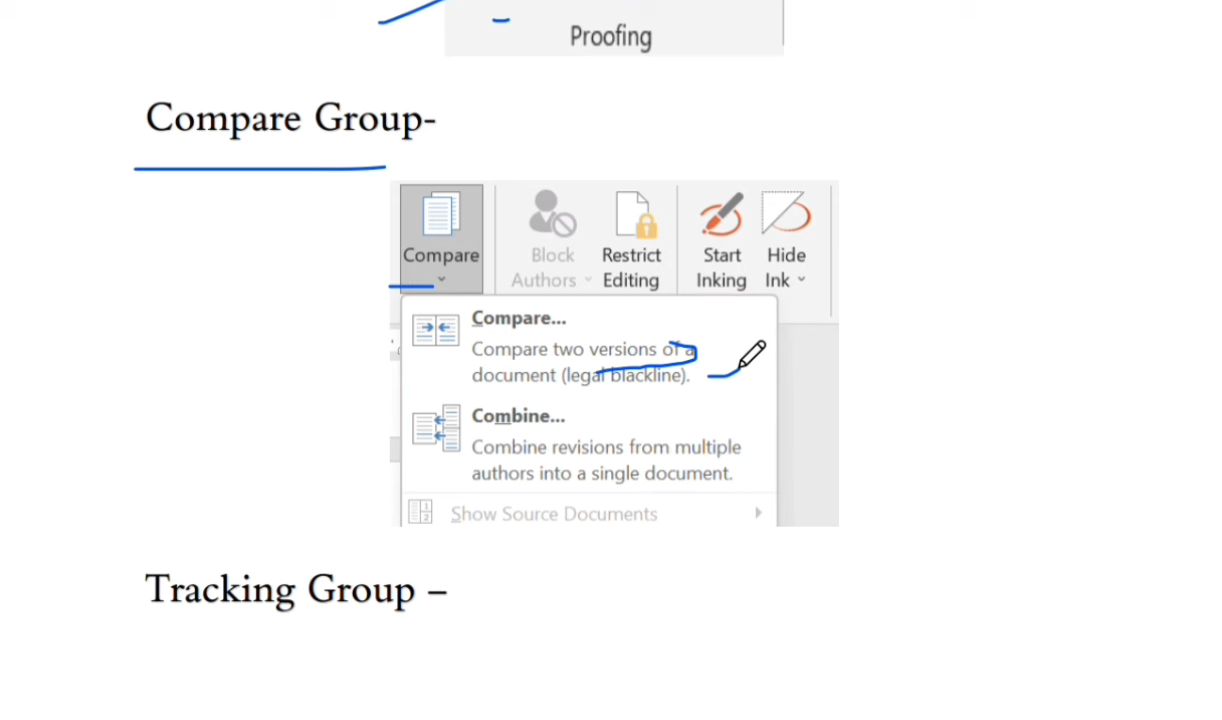 Proofing
Compare Group-
Compare
Block Authors
Restrict Editing
Start Inking
Hide Ink
Compare...
Compare two versions of a
document (legal blackline).
Combine...
Combine revisions from multiple
authors into a single document.
Show Source Documents
Tracking Group –